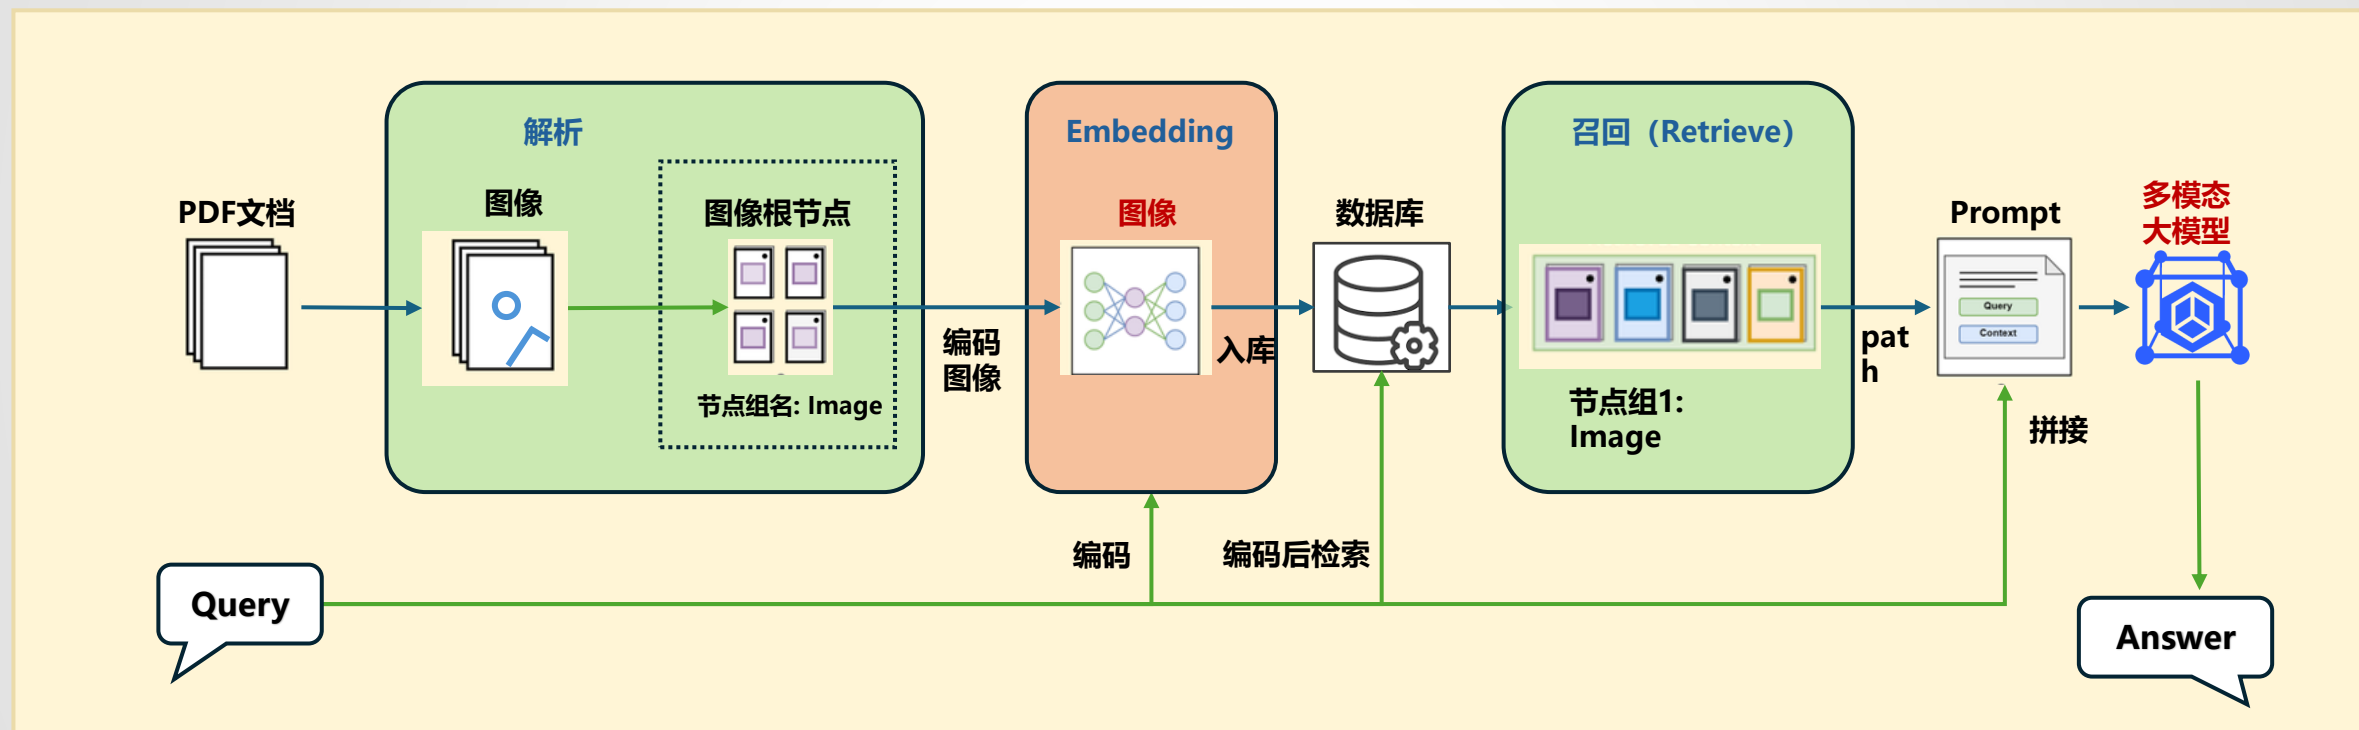 解析
Embedding
召回（Retrieve）
PDF文档
图像
图像根节点
图像
数据库
Prompt
多模态
大模型
Query
Context
编码
图像
入库
pat
h
节点组名: Image
节点组1:
Image
拼接
编码
编码后检索
Query
Answer